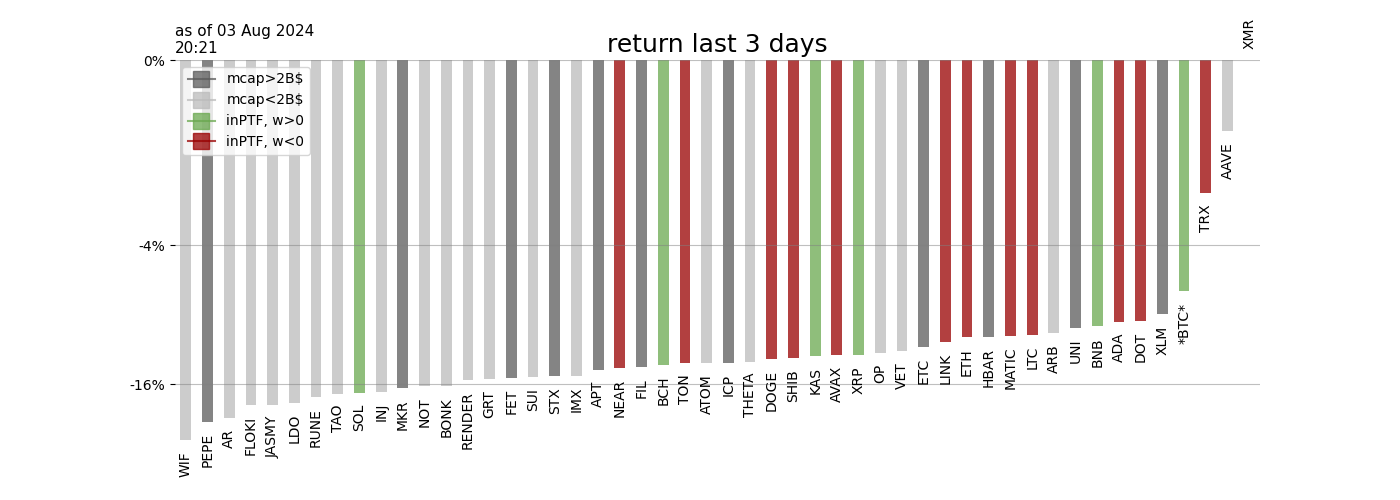 as of 03 Aug 2024
20:21
return last 3 days
XMR
0%
mcap>2B$
mcap<2B$
inPTF, w>0
inPTF, w<0
-4%
-16%
WIF
PEPE
AR
FLOKI
JASMY
LDO
RUNE
TAO
SOL
INJ
MKR
NOT
BONK
RENDER
GRT
FET
SUI
STX
IMX
APT
NEAR
FIL
BCH
TON
ATOM
ICP
THETA
DOGE
SHIB
KAS
AVAX
XRP
OP
VET
ETC
LINK
ETH
HBAR
MATIC
LTC
ARB
UNI
BNB
ADA
DOT
XLM
*BTC*
TRX
AAVE